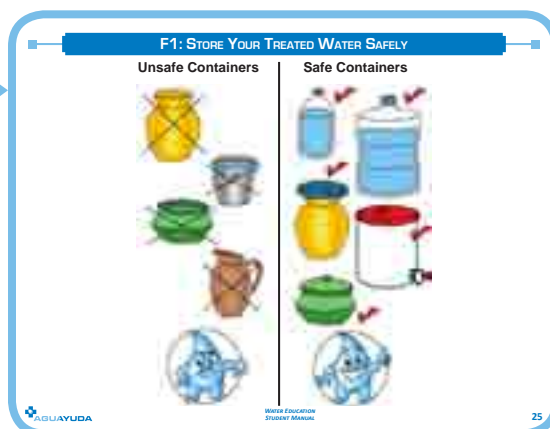 F1: STORE YOUR TREATED WATER SAFELY
Unsafe Containers
Safe Containers
AGUAYUDA
WATER EDUCATION
STUDENT MANUAL
25